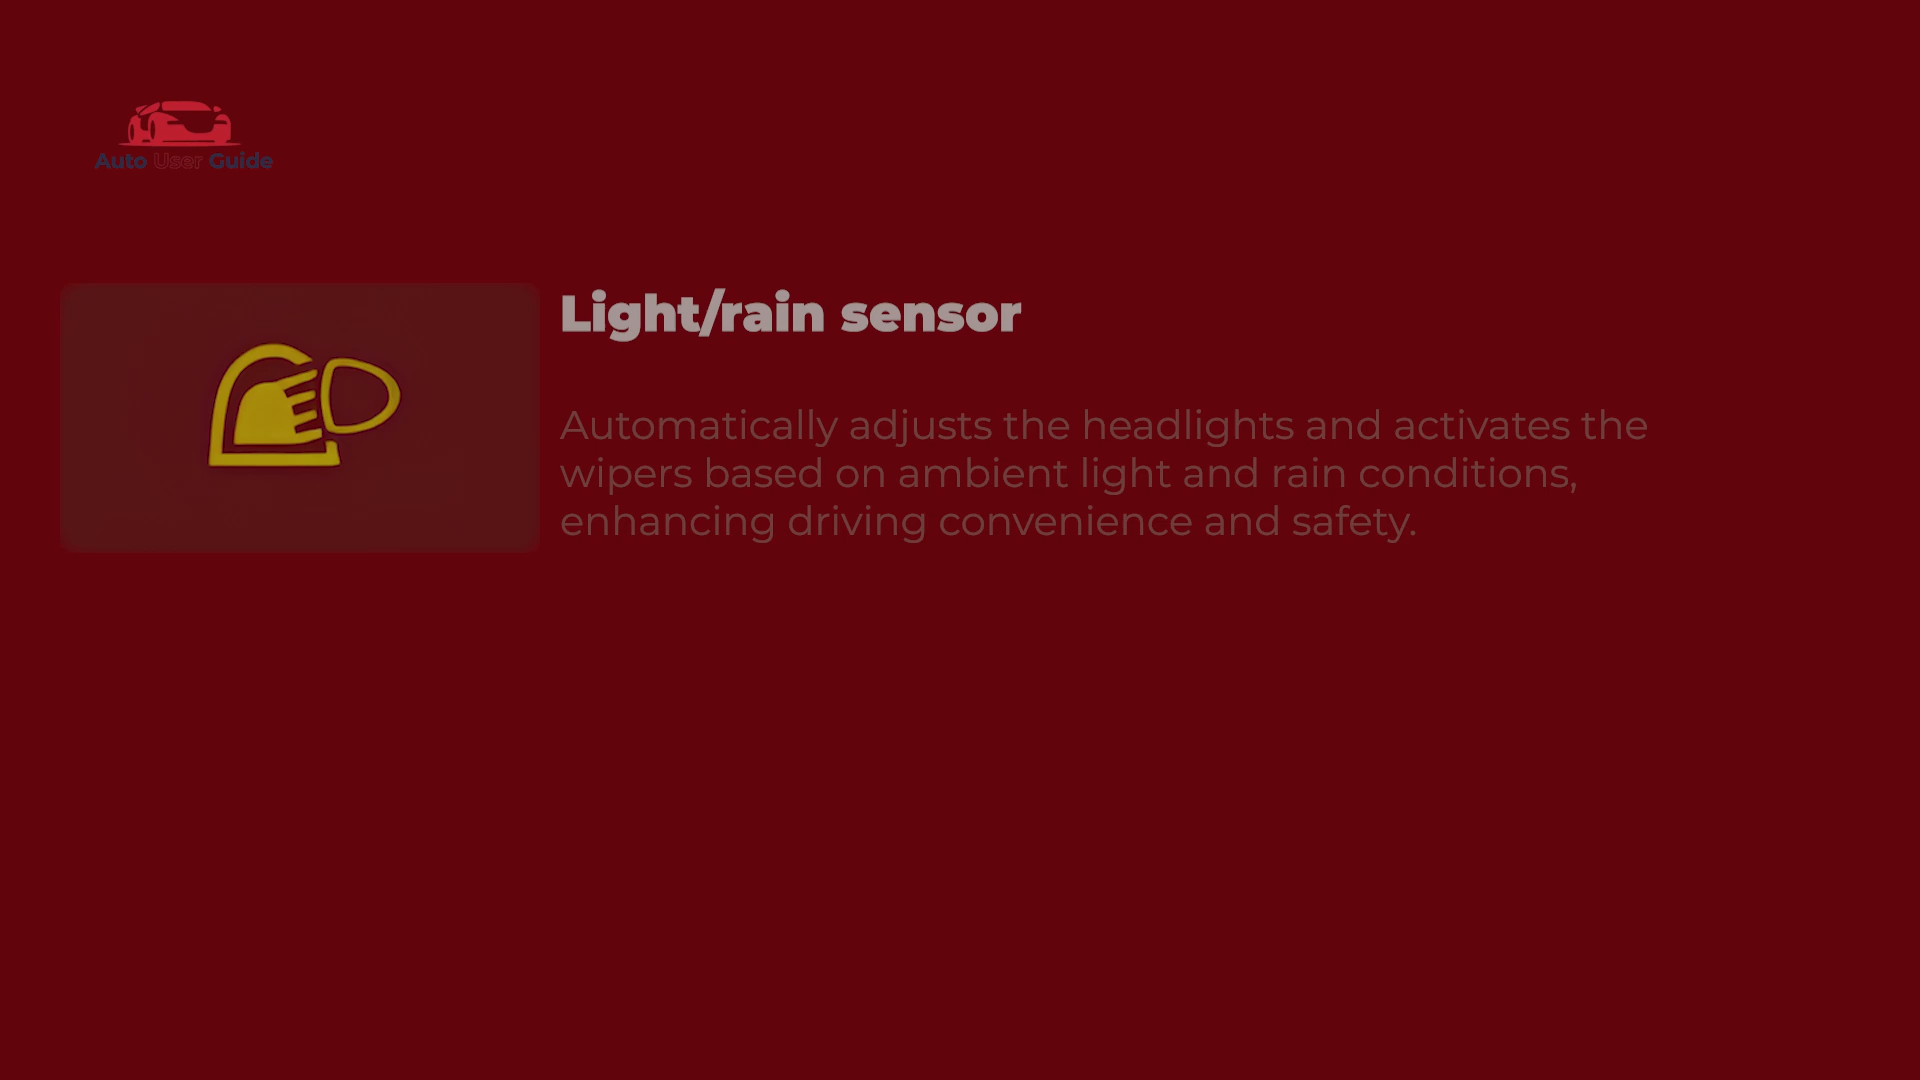 Auto User Guide
Light/rain sensor
Automatically adjusts the headlights and activates the
wipers based on ambient light and rain conditions,
enhancing driving convenience and safety.